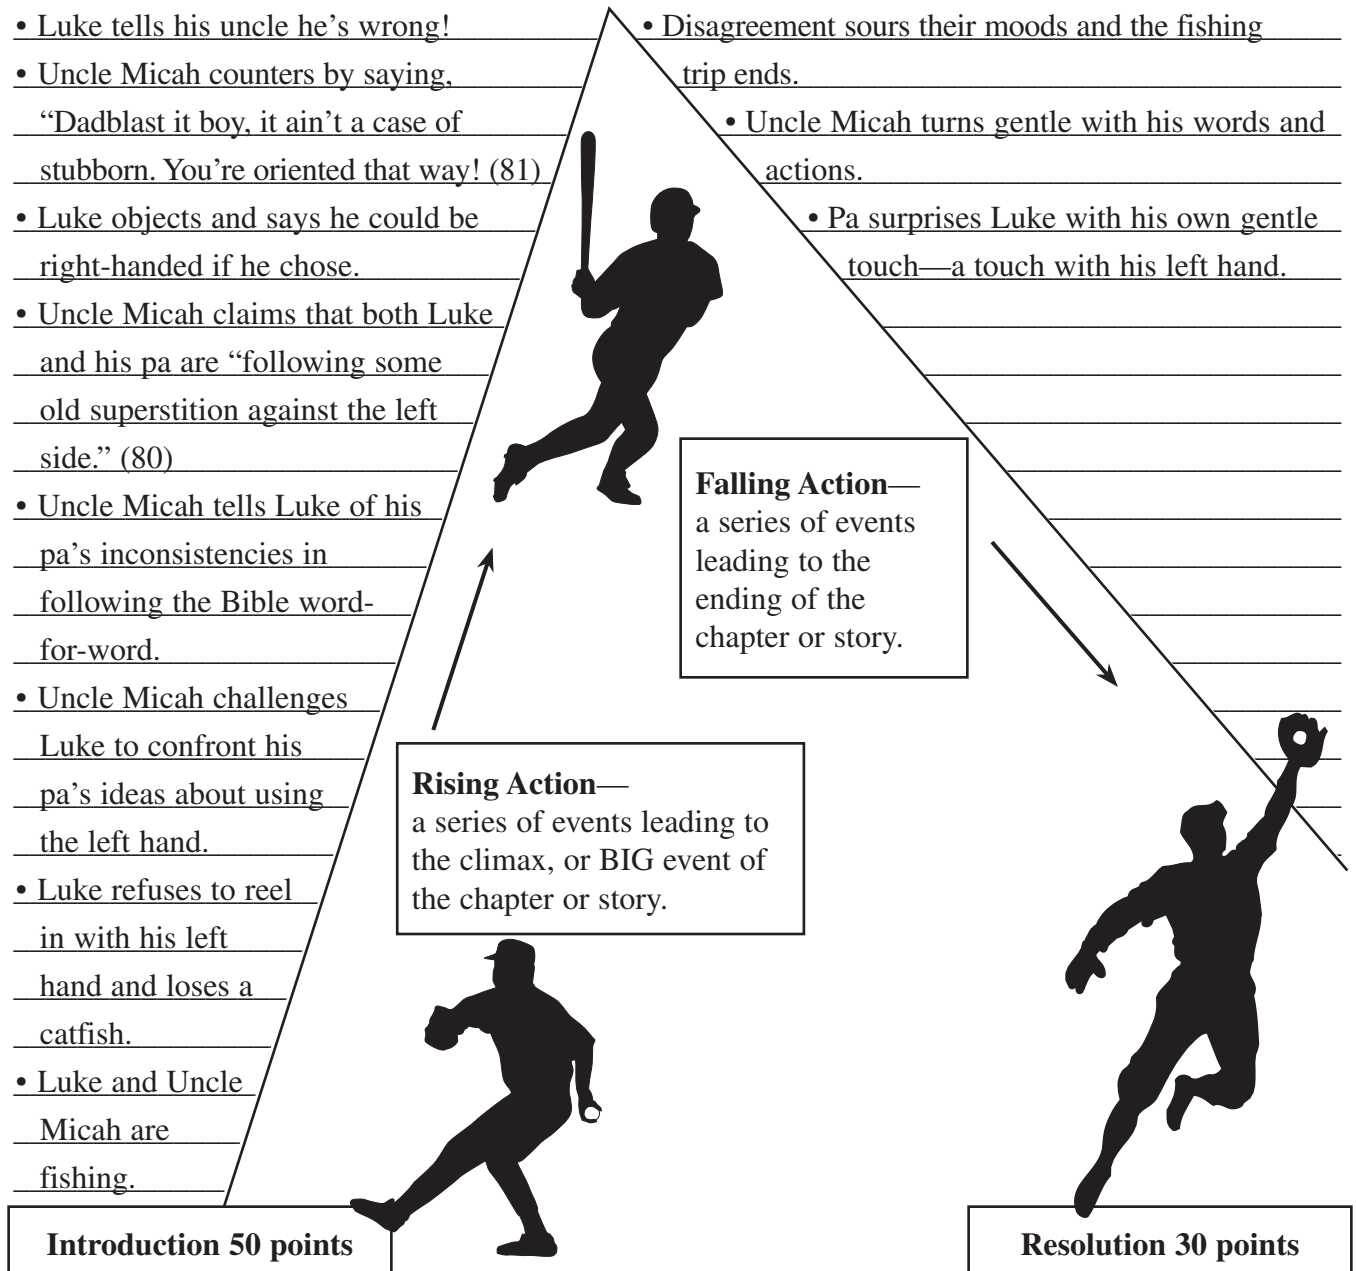 • Luke tells his uncle he’s wrong!
• Uncle Micah counters by saying,
“Dadblast it boy, it ain’t a case of
stubborn. You’re oriented that way! (81)
• Luke objects and says he could be
right-handed if he chose.
• Uncle Micah claims that both Luke
and his pa are “following some
old superstition against the left
side.” (80)
• Uncle Micah tells Luke of his
pa’s inconsistencies in
following the Bible word-
for-word.
• Uncle Micah challenges
Luke to confront his
pa’s ideas about using
the left hand.
• Luke refuses to reel
in with his left
hand and loses a
catfish.
• Luke and Uncle
Micah are
fishing.
Introduction 50 points
Rising Action—
a series of events leading to
the climax, or BIG event of
the chapter or story.
• Disagreement sours their moods and the fishing
trip ends.
• Uncle Micah turns gentle with his words and
actions.
• Pa surprises Luke with his own gentle
touch—a touch with his left hand.
Falling Action—
a series of events
leading to the
ending of the
chapter or story.
Resolution 30 points